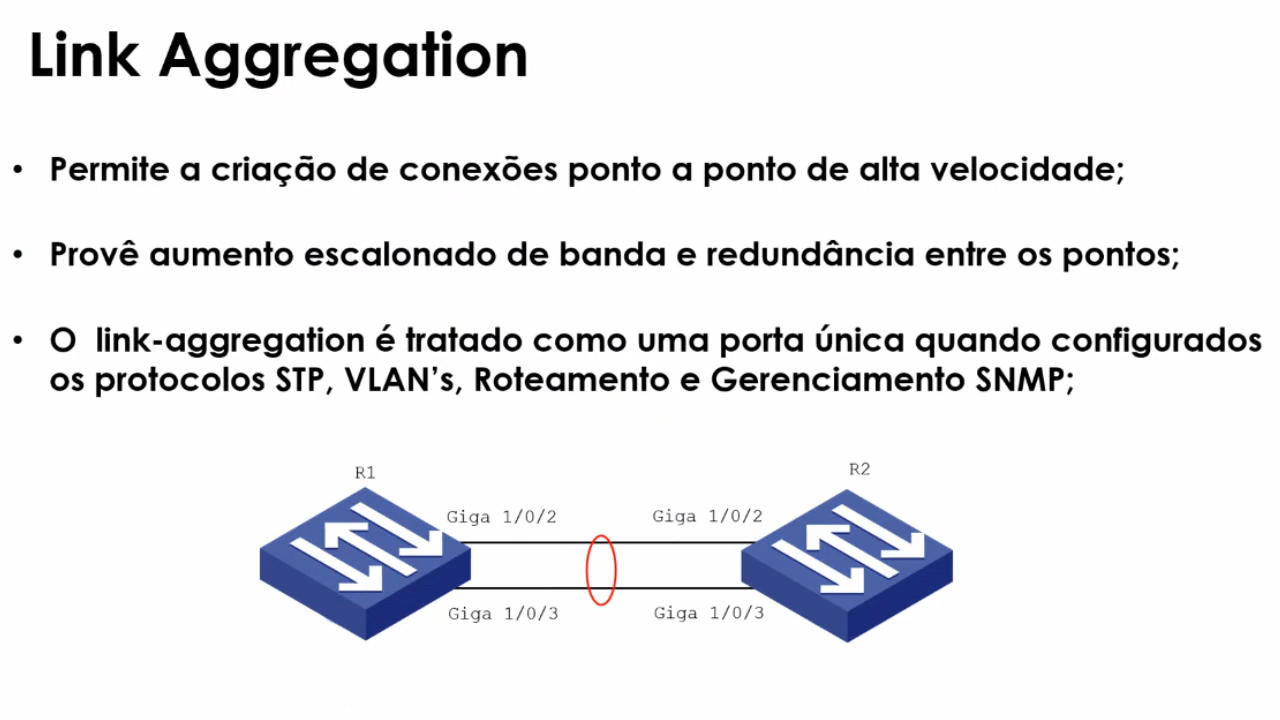 Link Aggregation
• Permite a criação de conexões ponto a ponto de alta velocidade;
• Provê aumento escalonado de banda e redundância entre os pontos;
• O link-aggregation é tratado como uma porta única quando configurados
os protocolos STP, VLAN’s, Roteamento e Gerenciamento SNMP;
R1
R2
Giga 1/0/2
Giga 1/0/2
Giga 1/0/3
Giga 1/0/3